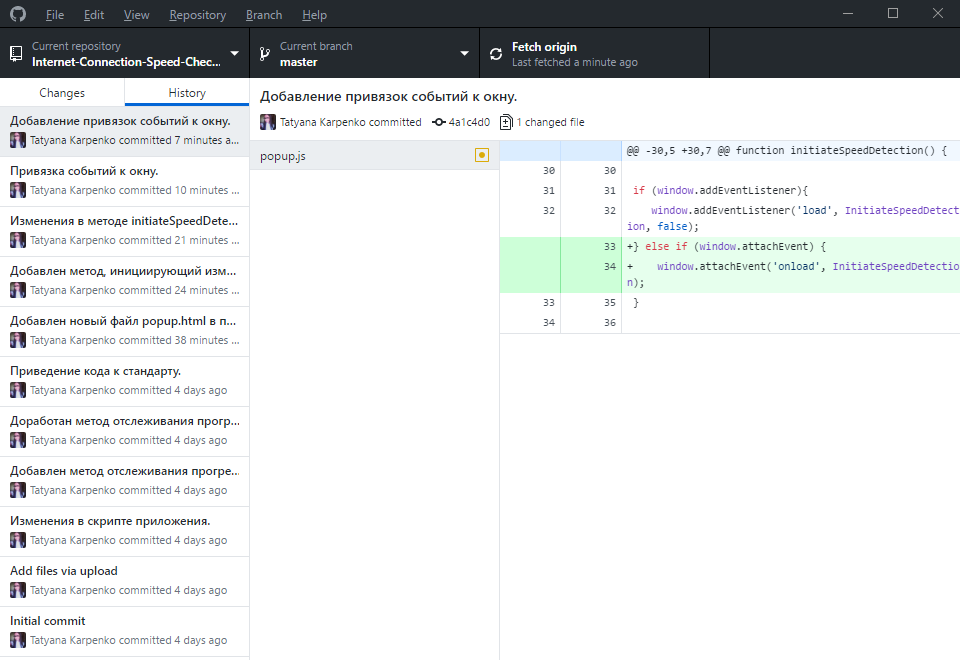 File Edit View Repository Branch Help
Current repository
Internet-Connection-Speed-Chec...
Current branch
master
Fetch origin
Last fetched a minute ago
Changes History
Добавление привязок событий к окну.
Tatyana Karpenko committed 7 minutes a...
Привязка событий к окну.
Tatyana Karpenko committed 10 minutes ...
Изменения в методе initiateSpeedDete...
Tatyana Karpenko committed 21 minutes ...
Добавлен метод, инициирующий изм...
Tatyana Karpenko committed 24 minutes ...
Добавлен новый файл popup.html в п...
Tatyana Karpenko committed 38 minutes ...
Приведение кода к стандарту.
Tatyana Karpenko committed 4 days ago
Доработан метод отслеживания прогр...
Tatyana Karpenko committed 4 days ago
Добавлен метод отслеживания прогре...
Tatyana Karpenko committed 4 days ago
Изменения в скрипте приложения.
Tatyana Karpenko committed 4 days ago
Add files via upload
Tatyana Karpenko committed 4 days ago
Initial commit
Tatyana Karpenko committed 4 days ago
Добавление привязок событий к окну.
Tatyana Karpenko committed 4a1c4d0 1 changed file
popup.js
@@ -30,5 +30,7 @@ function initiateSpeedDetection() {
30 30
31 31 if (window.addEventListener){
32 32 window.addEventListener('load', InitiateSpeedDetect
ion, false);
33 +} else if (window.attachEvent) {
34 + window.attachEvent('onload', InitiateSpeedDetectio
n);
33 35 }
34 36